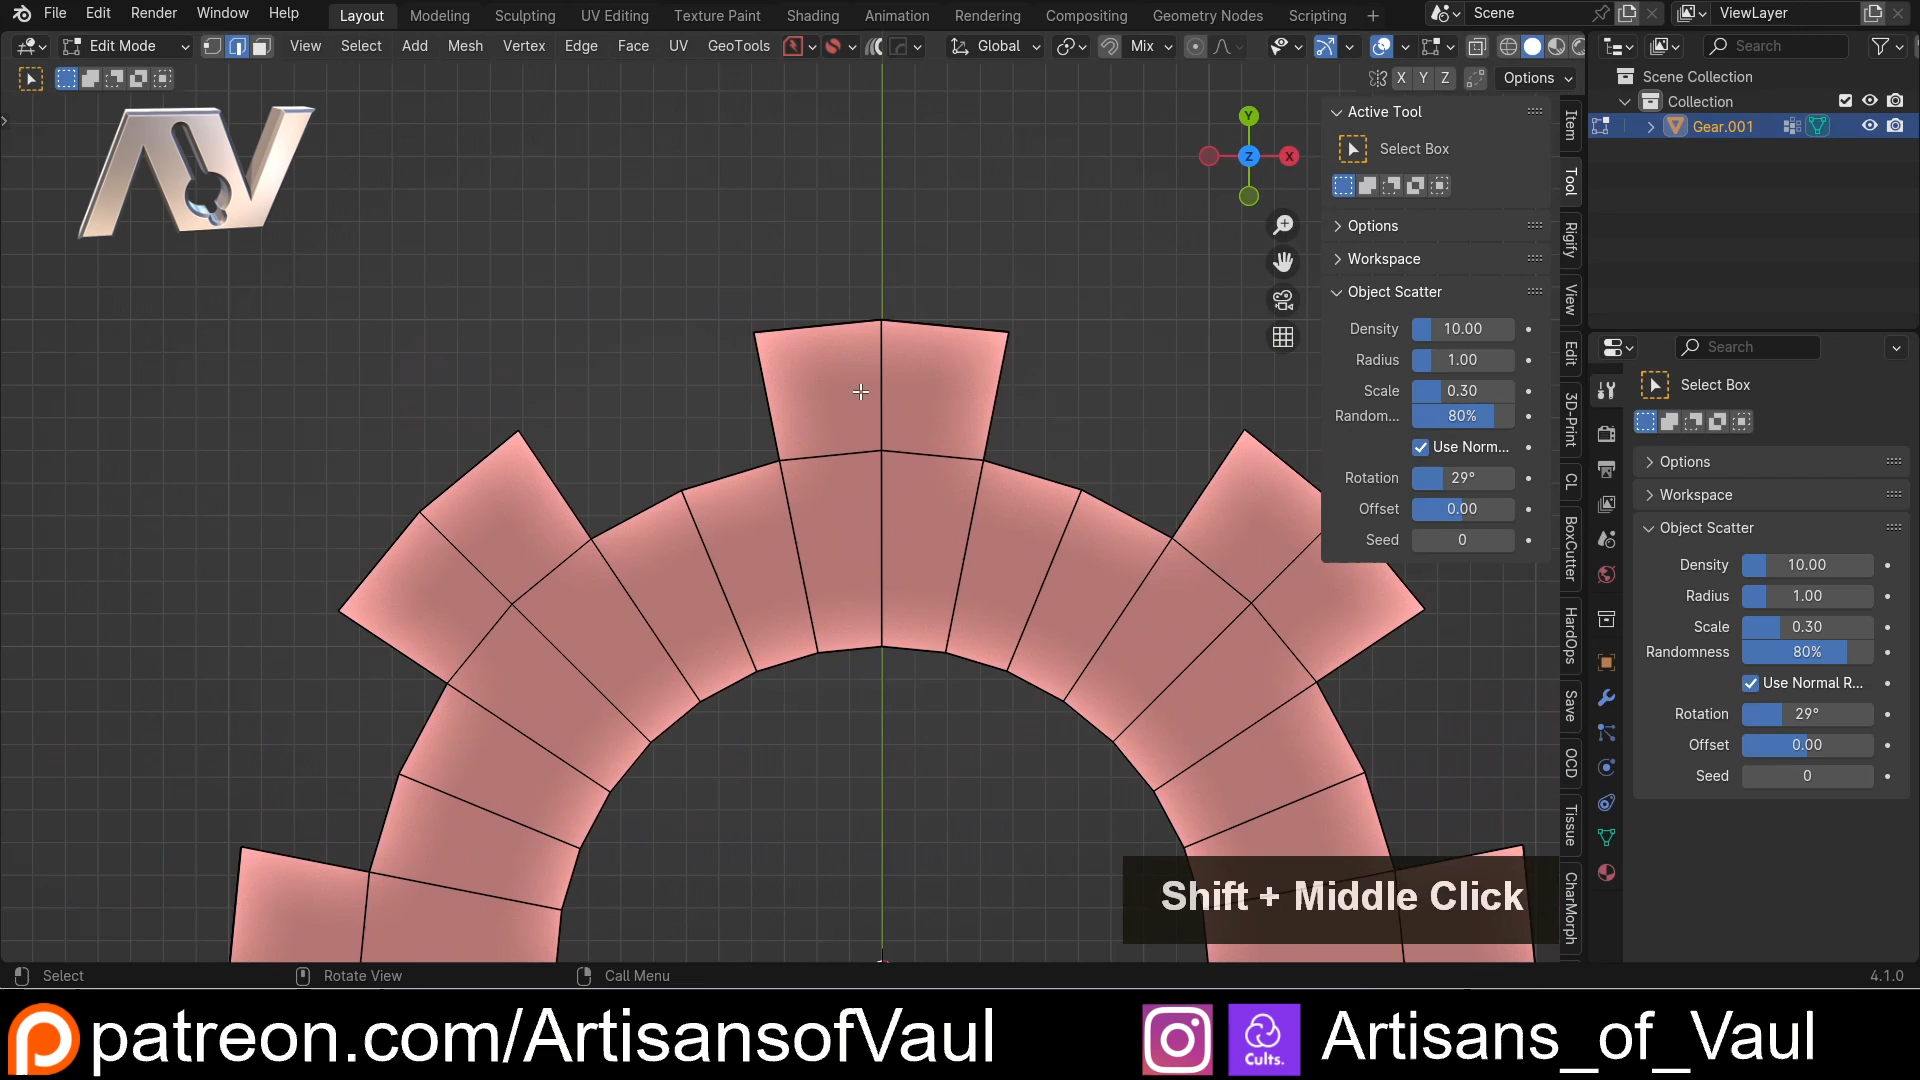 File Edit Render Window Help Layout Modeling Sculpting UV Editing Texture Paint Shading Animation Rendering Compositing Geometry Nodes Scripting + Scene ViewLayer
Edit Mode View Select Add Mesh Vertex Edge Face UV GeoTools Global Mix Search
X Y Z Options
Scene Collection
Collection
Gear.001
AV
Y
Z X
Active Tool
Select Box
Options
Workspace
Object Scatter
Density 10.00
Radius 1.00
Scale 0.30
Random... 80%
Use Norm...
Rotation 29°
Offset 0.00
Seed 0
Item
Tool
Rigify
View
Edit
3D-Print
CL
BoxCutter
HardOps
Save
OCD
Tissue
CharMorph
Search
Select Box
Options
Workspace
Object Scatter
Density 10.00
Radius 1.00
Scale 0.30
Randomness 80%
Use Normal R...
Rotation 29°
Offset 0.00
Seed 0
Shift + Middle Click
Select Rotate View Call Menu 4.1.0
patreon.com/ArtisansofVaul Cults. Artisans_of_Vaul